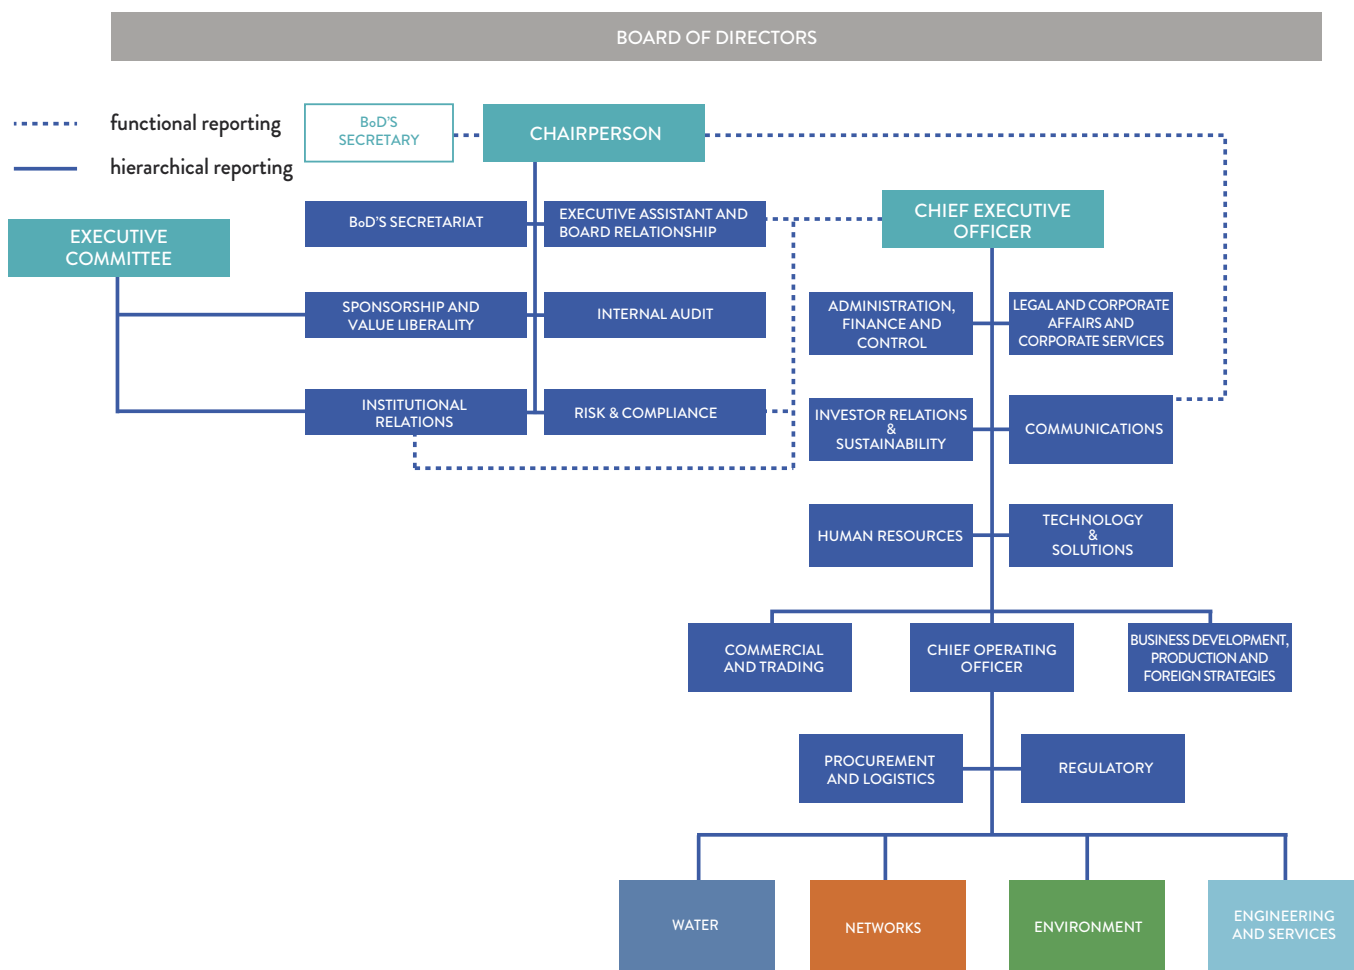 BOARD OF DIRECTORS
functional reporting
hierarchical reporting
BoD'S
SECRETARY
CHAIRPERSON
BoD'S SECRETARIAT
EXECUTIVE ASSISTANT AND
BOARD RELATIONSHIP
CHIEF EXECUTIVE
OFFICER
EXECUTIVE
COMMITTEE
SPONSORSHIP AND
VALUE LIBERALITY
INTERNAL AUDIT
ADMINISTRATION,
FINANCE AND
CONTROL
LEGAL AND CORPORATE
AFFAIRS AND
CORPORATE SERVICES
INSTITUTIONAL
RELATIONS
RISK & COMPLIANCE
INVESTOR RELATIONS
&
SUSTAINABILITY
COMMUNICATIONS
HUMAN RESOURCES
TECHNOLOGY
&
SOLUTIONS
COMMERCIAL
AND TRADING
CHIEF OPERATING
OFFICER
BUSINESS DEVELOPMENT,
PRODUCTION AND
FOREIGN STRATEGIES
PROCUREMENT
AND LOGISTICS
REGULATORY
WATER
NETWORKS
ENVIRONMENT
ENGINEERING
AND SERVICES